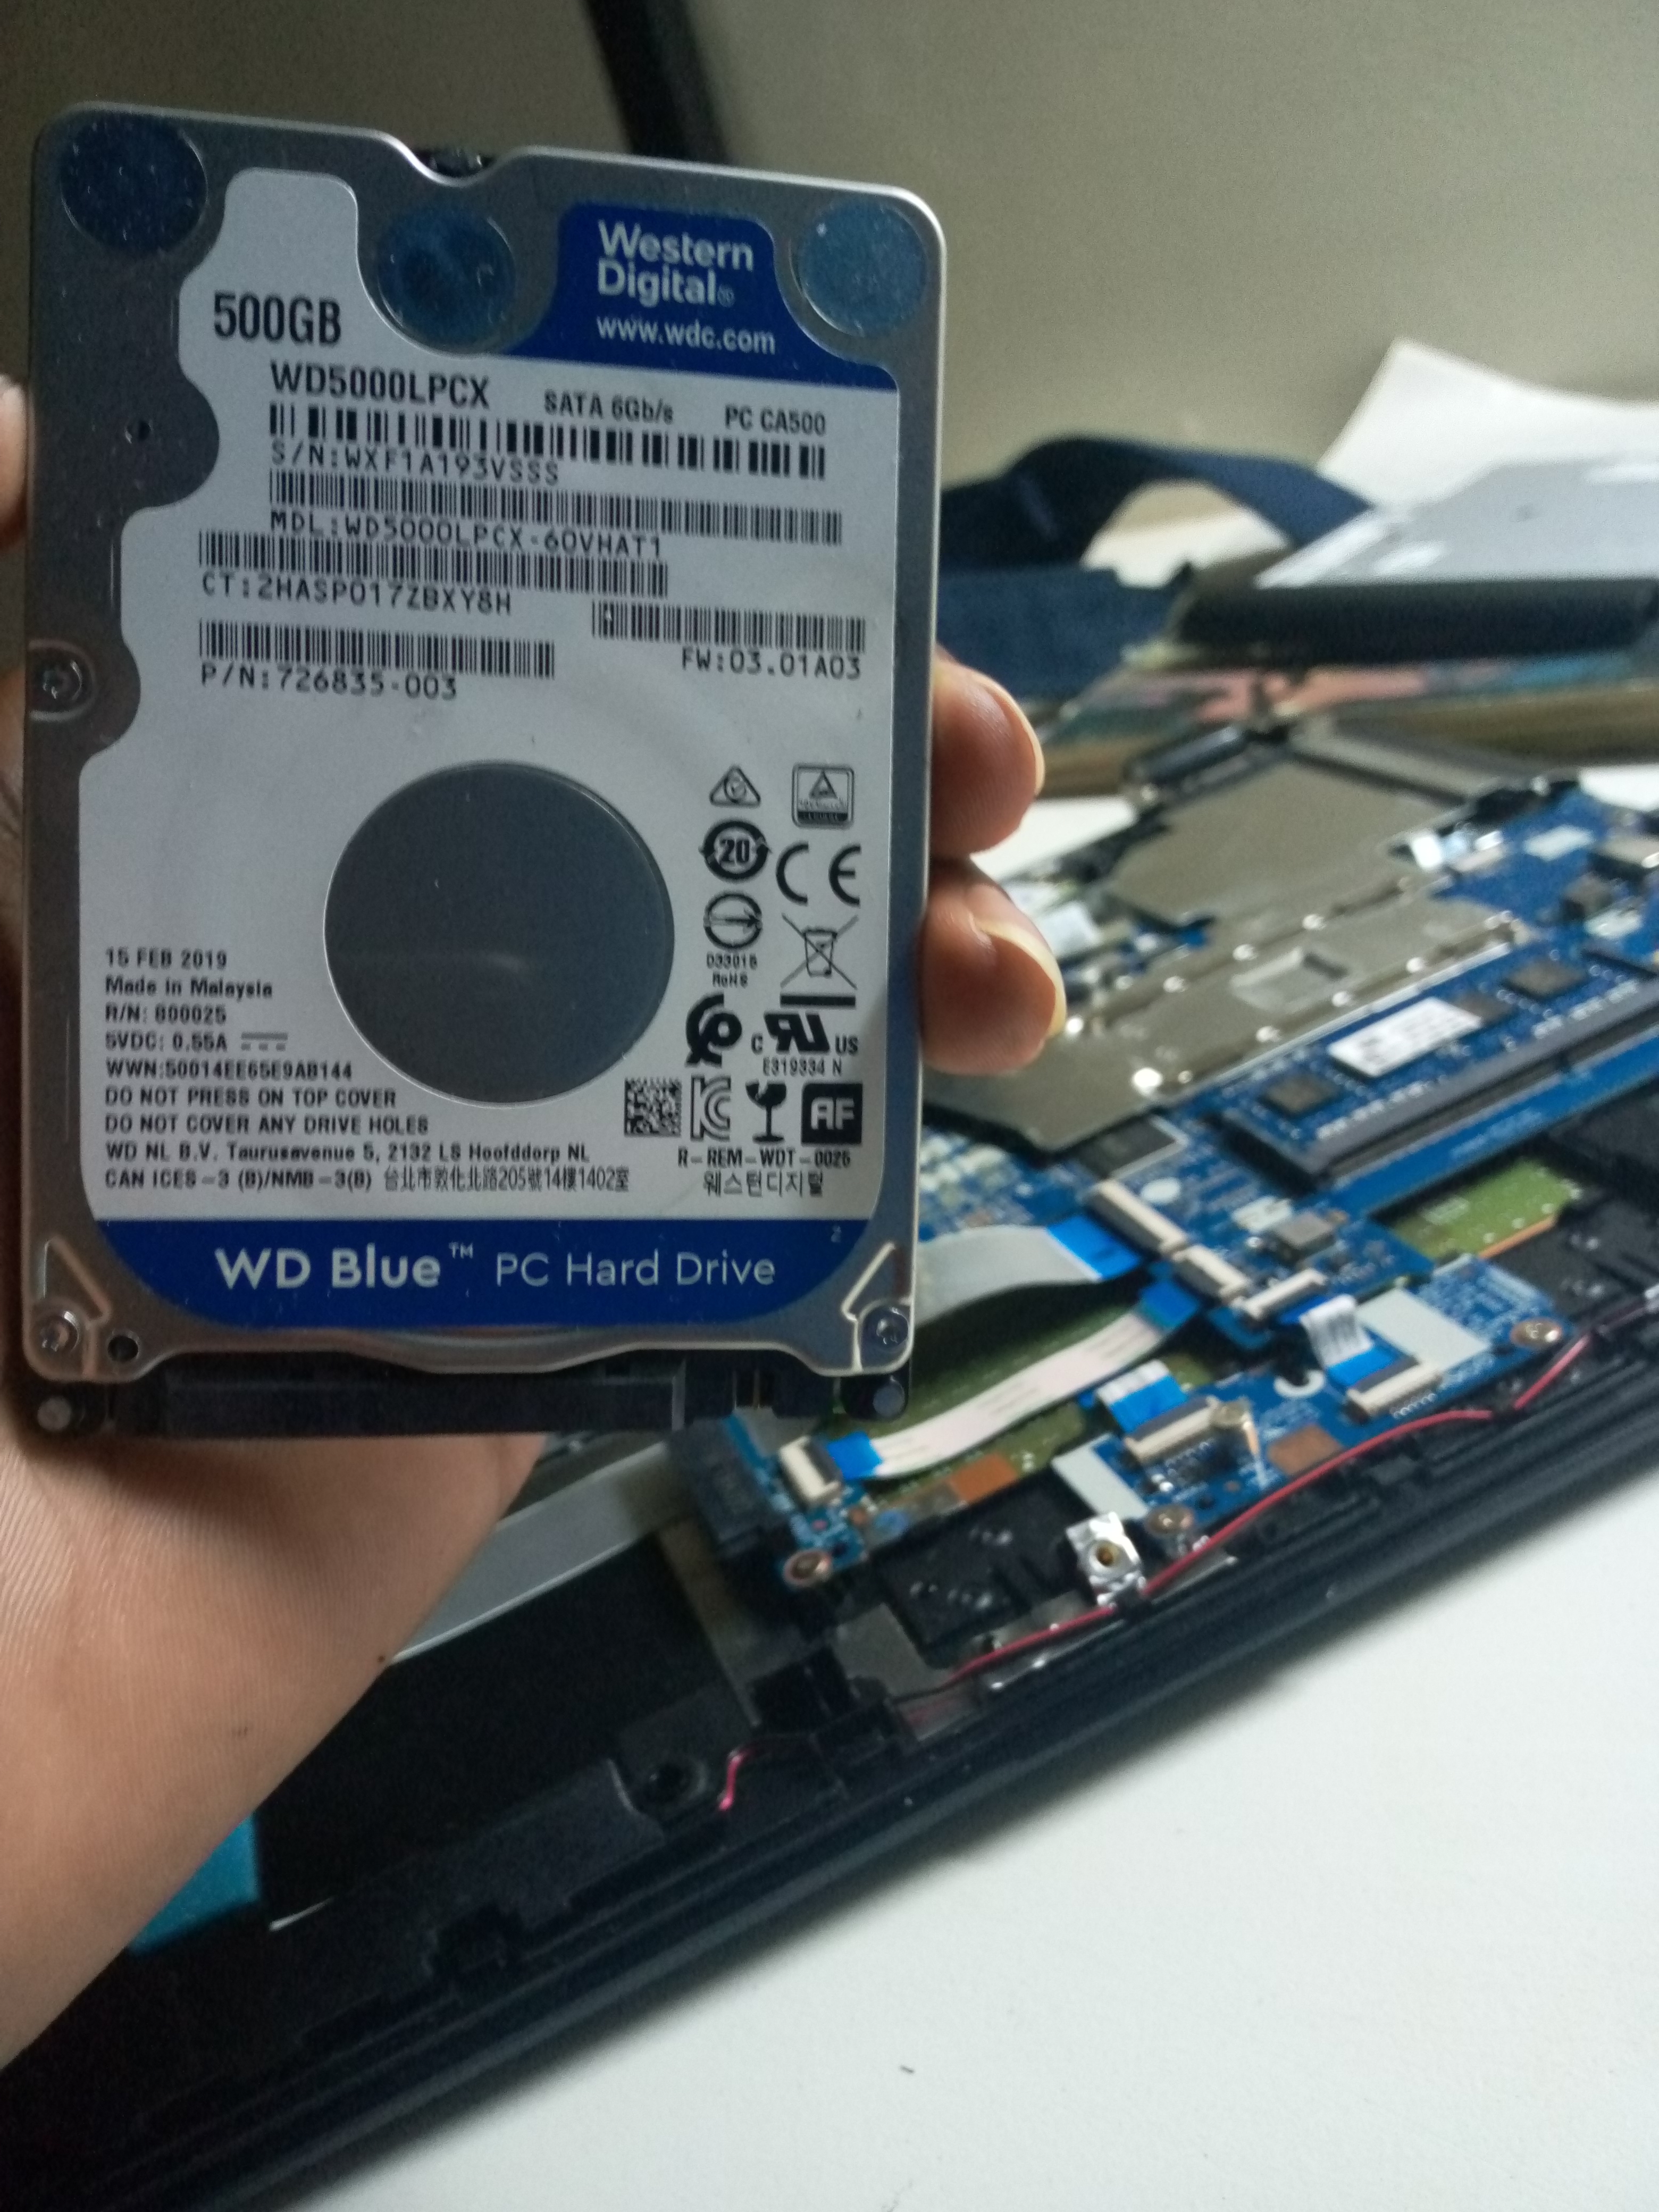 Western
Digital®
www.wdc.com
500GB
WD5000LPCX SATA 6Gb/s PC CA500
S/N:WXF1A193VSSS
MDL:WD5000LPCX-60VHAT1
CT:2HASP017ZBXY8H
P/N:726835-003
FW:03.01A03
20
CE
D33015
RoHS
15 FEB 2019
Made in Malaysia
R/N: 800025
5VDC: 0.55A
WWN:50014EE65E9AB144
DO NOT PRESS ON TOP COVER
DO NOT COVER ANY DRIVE HOLES
WD NL B.V. Taurusavenue 5, 2132 LS Hoofddorp NL
CAN ICES-3 (B)/NMB-3(B) 台北市敦化北路205號14樓1402室
C US
E319334 N
AF
R-REM-WDT-0025
웨스턴디지털
2
WD Blue™ PC Hard Drive